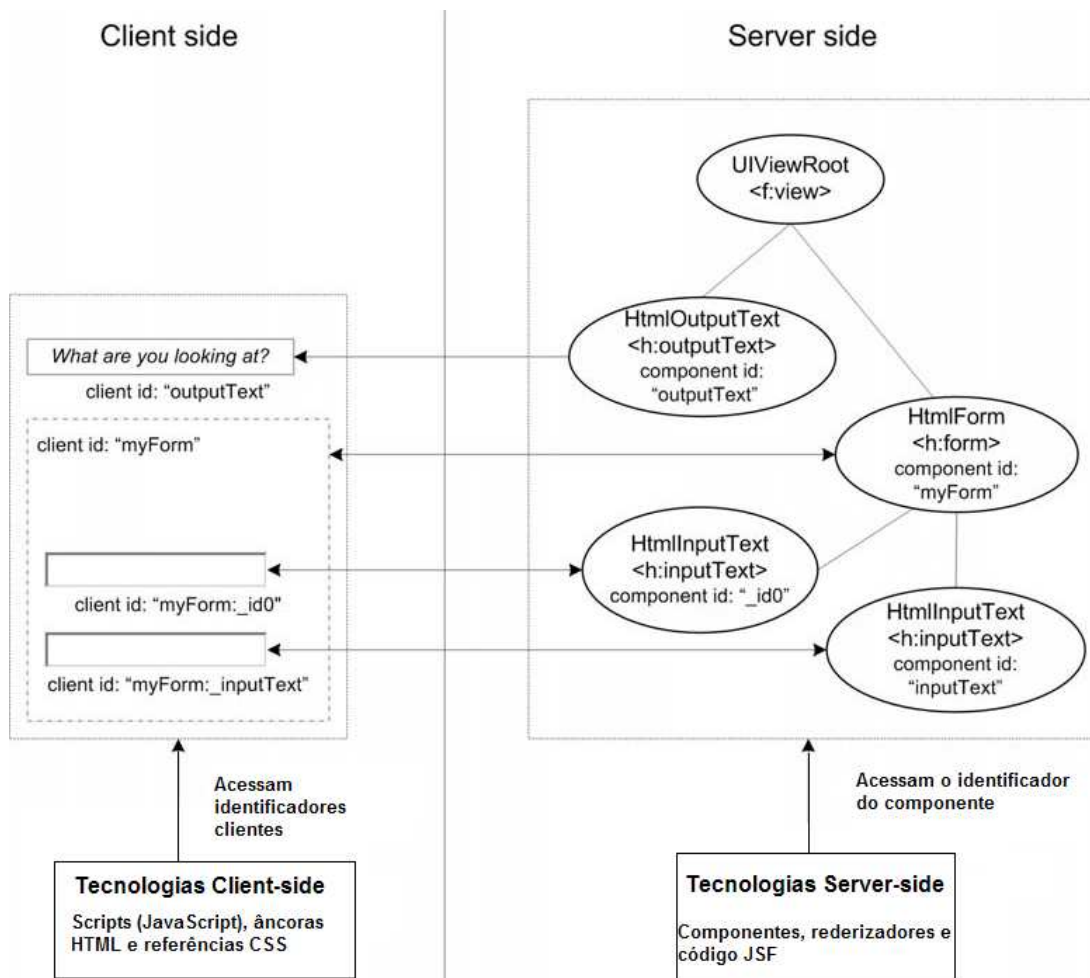 Client side
Server side
UIViewRoot
<f:view>
HtmlOutputText
<h:outputText>
component id:
“outputText”
What are you looking at?
client id: “outputText”
HtmlForm
<h:form>
component id:
“myForm”
client id: “myForm”
HtmlInputText
<h:inputText>
component id: “_id0”
client id: “myForm:_id0"
HtmlInputText
<h:inputText>
component id:
“inputText”
client id: “myForm:_inputText”
Acessam
identificadores
clientes
Acessam o identificador
do componente
Tecnologias Client-side
Scripts (JavaScript), âncoras
HTML e referências CSS
Tecnologias Server-side
Componentes, rederizadores e
código JSF